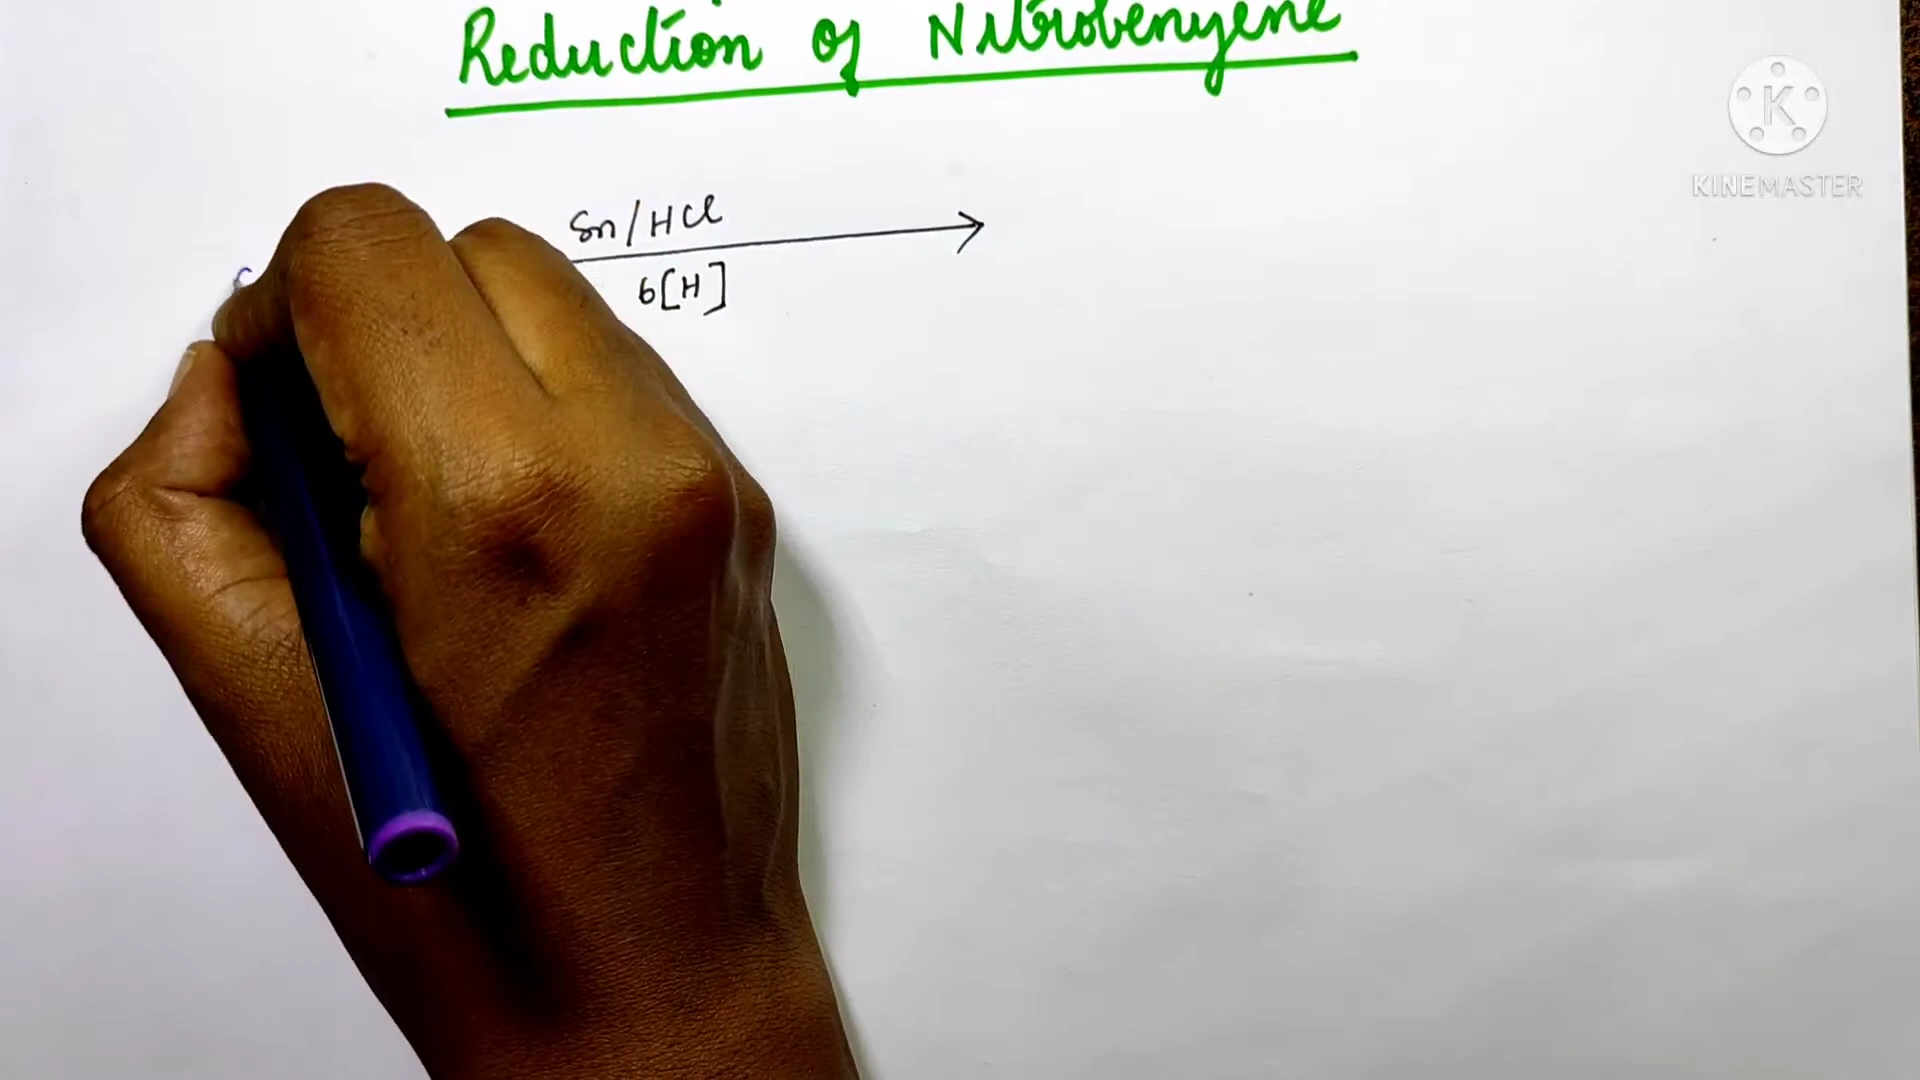 Reduction of Nitrobenzene
Sn/HCl
6[H]
K
KINEMASTER